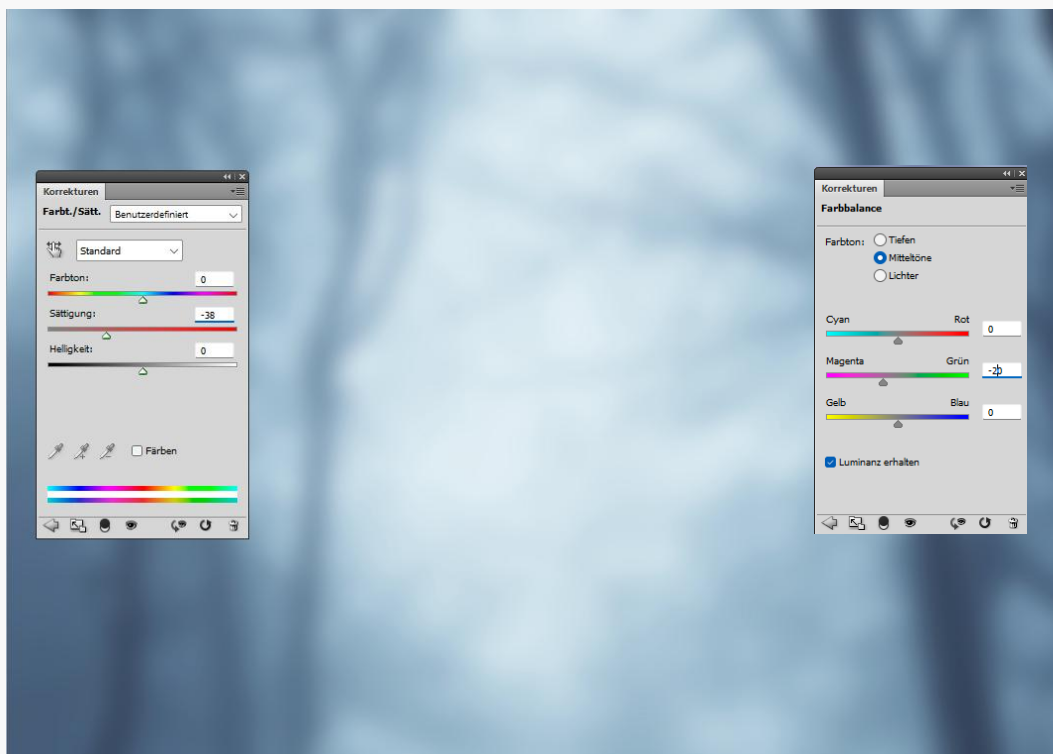 Korrekturen
Farbt./Sätt. Benutzerdefiniert
Standard
Farbton: 0
Sättigung: -38
Helligkeit: 0
Färben
Korrekturen
Farbbalance
Farbton: Tiefen
Mitteltöne
Lichter
Cyan Rot 0
Magenta Grün -20
Gelb Blau 0
Luminanz erhalten